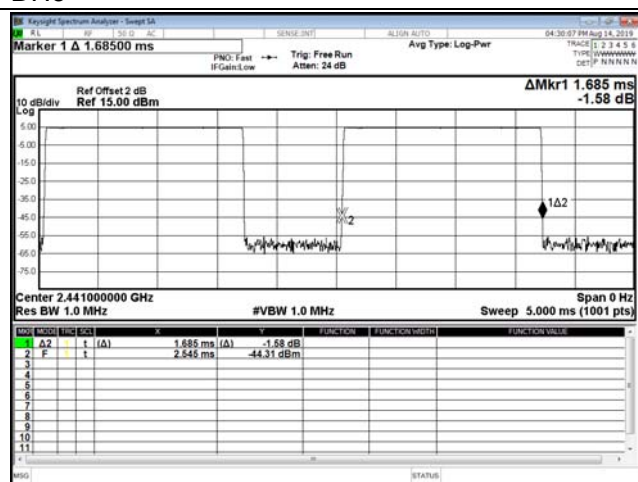 Keysight Spectrum Analyzer - Swept SA
RL RF 50 Ω AC SENSE:INT ALIGN AUTO 04:30:07 PM Aug 14, 2019
Marker 1 Δ 1.68500 ms
PNO: Fast Trig: Free Run Avg Type: Log-Pwr TRACE 1 2 3 4 5 6
IFGain:Low Atten: 24 dB TYPE WWWWWW
DET P N N N N N
Ref Offset 2 dB ΔMkr1 1.685 ms
10 dB/div Ref 15.00 dBm -1.58 dB
Log
5.00
-5.00
-15.0
-25.0
-35.0
1Δ2
-45.0
2
-55.0
-65.0
-75.0
Center 2.441000000 GHz Span 0 Hz
Res BW 1.0 MHz #VBW 1.0 MHz Sweep 5.000 ms (1001 pts)
MKR MODE TRC SCL X Y FUNCTION FUNCTION WIDTH FUNCTION VALUE
1 Δ2 1 t (Δ) 1.685 ms (Δ) -1.58 dB
2 F 1 t 2.545 ms -44.31 dBm
3
4
5
6
7
8
9
10
11
MSG STATUS